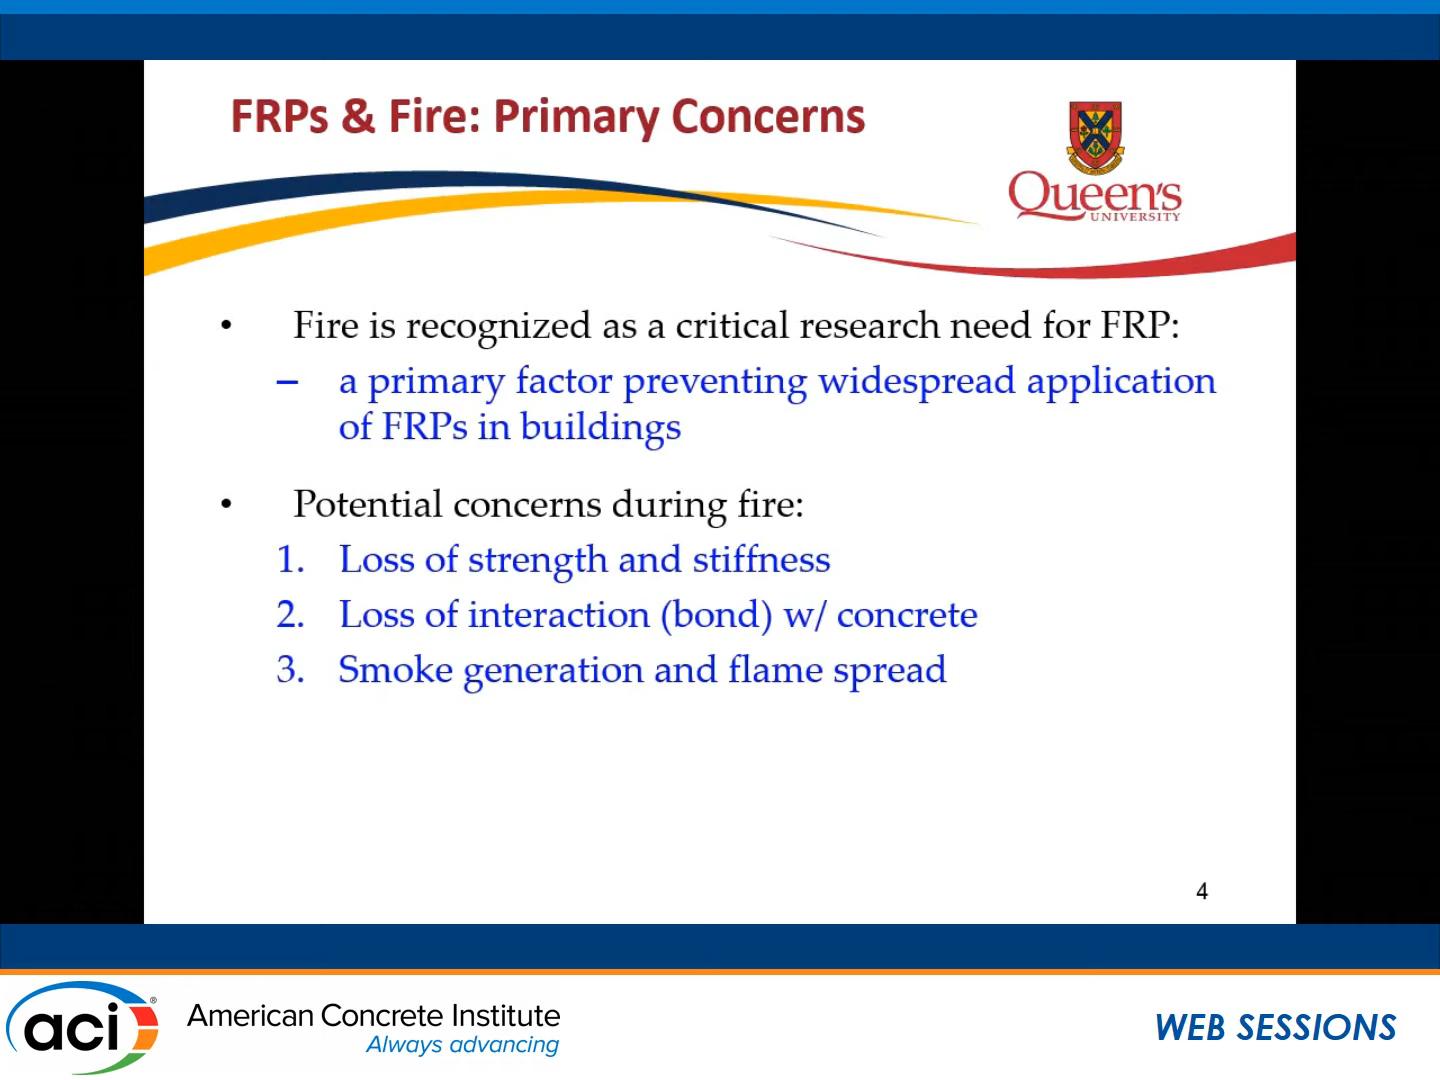 FRPs & Fire: Primary Concerns
Queen's
UNIVERSITY
• Fire is recognized as a critical research need for FRP:
– a primary factor preventing widespread application
of FRPs in buildings
• Potential concerns during fire:
1. Loss of strength and stiffness
2. Loss of interaction (bond) w/ concrete
3. Smoke generation and flame spread
4
aci®
American Concrete Institute
Always advancing
WEB SESSIONS